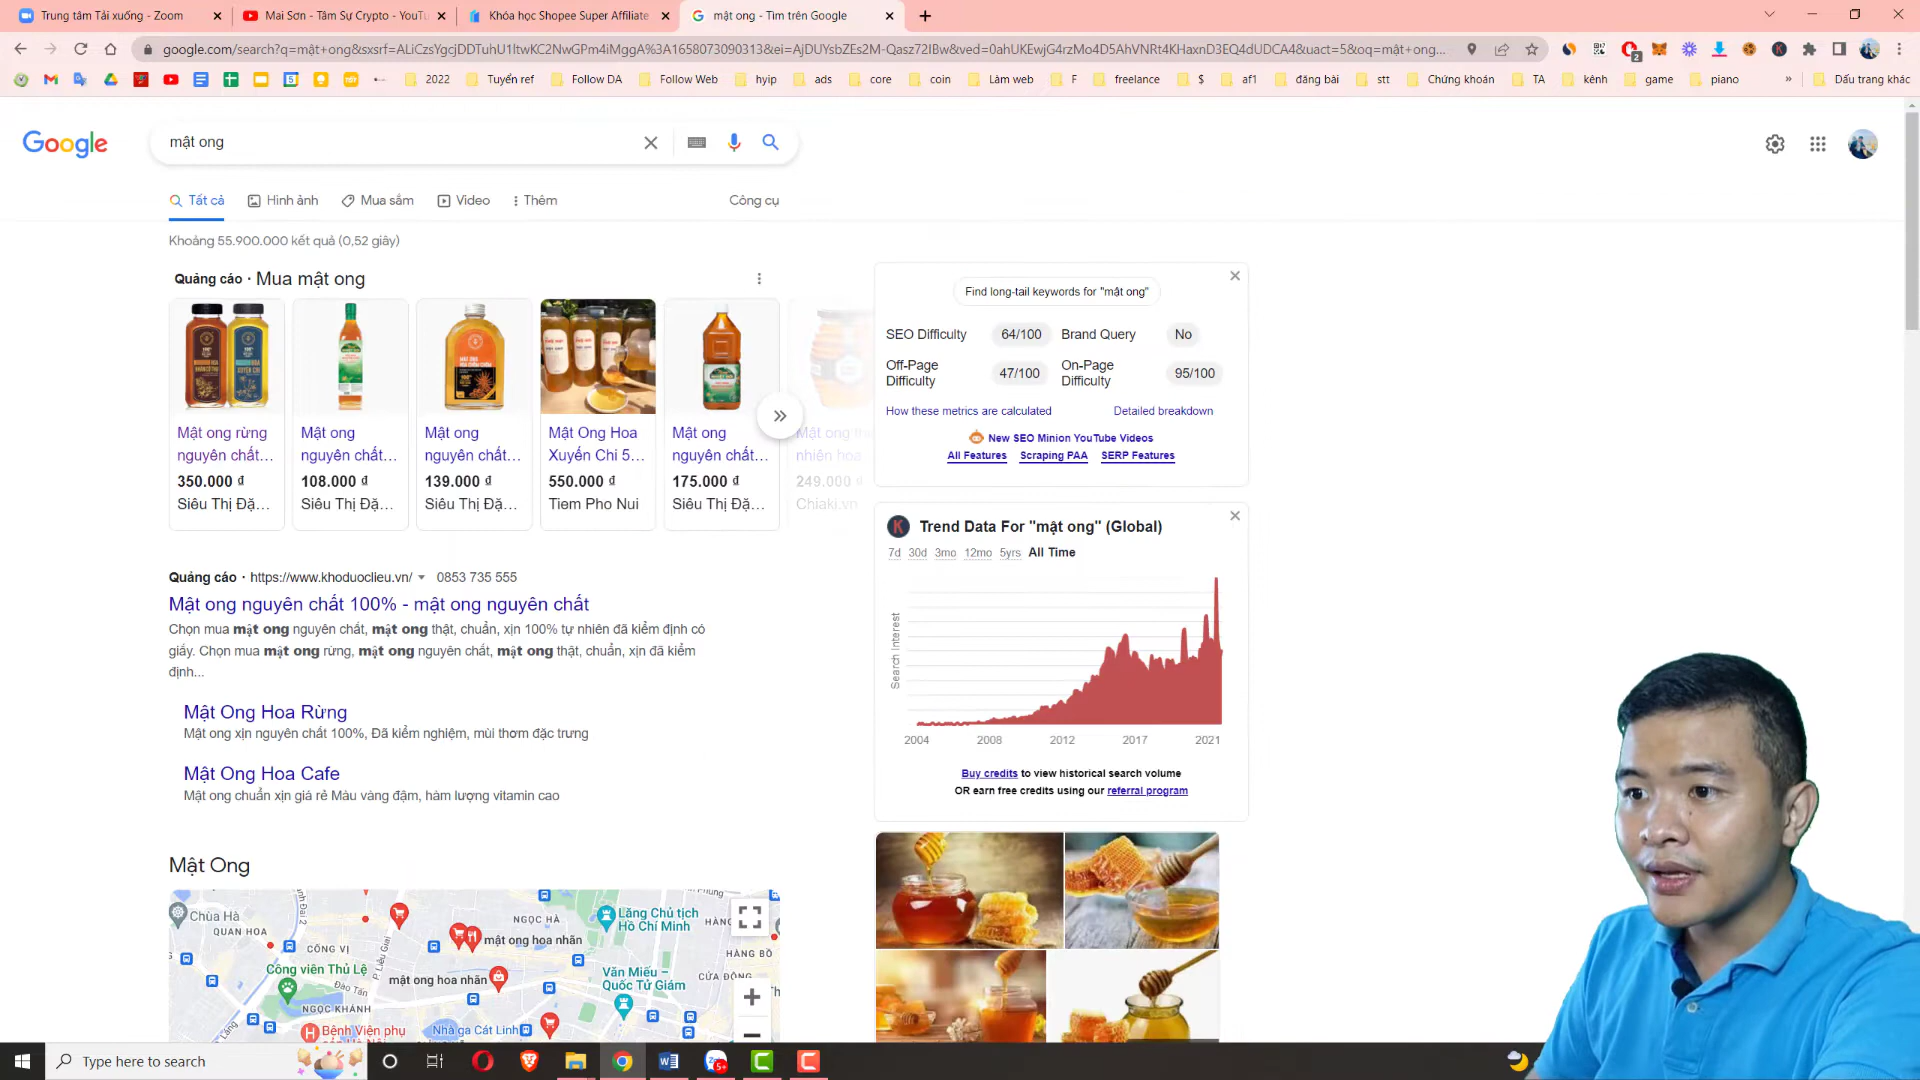 Trung tâm Tải xuống - Zoom
Mai Sơn - Tâm Sự Crypto - YouTu
Khóa học Shopee Super Affiliate
mật ong - Tìm trên Google
google.com/search?q=mật+ong&sxsrf=ALiCzsYgcjDDTuhU1ltwKC2NwGPm4iMggA%3A1658073090313&ei=AjDUYsbZEs2M-Qasz72IBw&ved=0ahUKEwjG4rzMo4D5AhVNRt4KHaxnD3EQ4dUDCA4&uact=5&oq=mật+ong...
2022
Tuyển ref
Follow DA
Follow Web
hyip
ads
core
coin
Làm web
F
freelance
$
af1
đăng bài
stt
Chứng khoán
TA
kênh
game
piano
»
Dấu trang khác
Google
mật ong
Tất cả
Hình ảnh
Mua sắm
Video
Thêm
Công cụ
Khoảng 55.900.000 kết quả (0,52 giây)
Quảng cáo · Mua mật ong
Mật ong rừng nguyên chất...
350.000 ₫
Siêu Thị Đặ...
Mật ong nguyên chất...
108.000 ₫
Siêu Thị Đặ...
Mật ong nguyên chất...
139.000 ₫
Siêu Thị Đặ...
Mật Ong Hoa Xuyến Chi 5...
550.000 ₫
Tiem Pho Nui
Mật ong nguyên chất...
175.000 ₫
Siêu Thị Đặ...
249.000 ₫
Chiaki.vn
Quảng cáo · https://www.khoduoclieu.vn/ 0853 735 555
Mật ong nguyên chất 100% - mật ong nguyên chất
Chọn mua mật ong nguyên chất, mật ong thật, chuẩn, xịn 100% tự nhiên đã kiểm định có
giấy. Chọn mua mật ong rừng, mật ong nguyên chất, mật ong thật, chuẩn, xịn đã kiểm
định...
Mật Ong Hoa Rừng
Mật ong xịn nguyên chất 100%, Đã kiểm nghiệm, mùi thơm đặc trưng
Mật Ong Hoa Cafe
Mật ong chuẩn xịn giá rẻ Màu vàng đậm, hàm lượng vitamin cao
Mật Ong
Chùa Hà
QUAN HOA
CỐNG VỊ
Công viên Thủ Lệ
Đào Tấn
NGỌC KHÁNH
Bệnh Viện phụ
P. Liễu Giai
NGỌC HÀ
mật ong hoa nhãn
mật ong hoa nhãn
Nhà ga Cát Linh
Lăng Chủ tịch
Hồ Chí Minh
Văn Miếu -
Quốc Tử Giám
HÀNG BỒ
CỬA ĐÔNG
Find long-tail keywords for "mật ong"
SEO Difficulty 64/100 Brand Query No
Off-Page Difficulty 47/100 On-Page Difficulty 95/100
How these metrics are calculated Detailed breakdown
New SEO Minion YouTube Videos
All Features Scraping PAA SERP Features
Trend Data For "mật ong" (Global)
7d 30d 3mo 12mo 5yrs All Time
Search Interest
2004 2008 2012 2017 2021
Buy credits to view historical search volume
OR earn free credits using our referral program
Type here to search